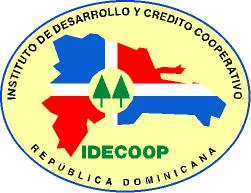 INSTITUTO DE DESARROLLO Y CREDITO COOPERATIVO
IDECOOP
REPÚBLICA DOMINICANA